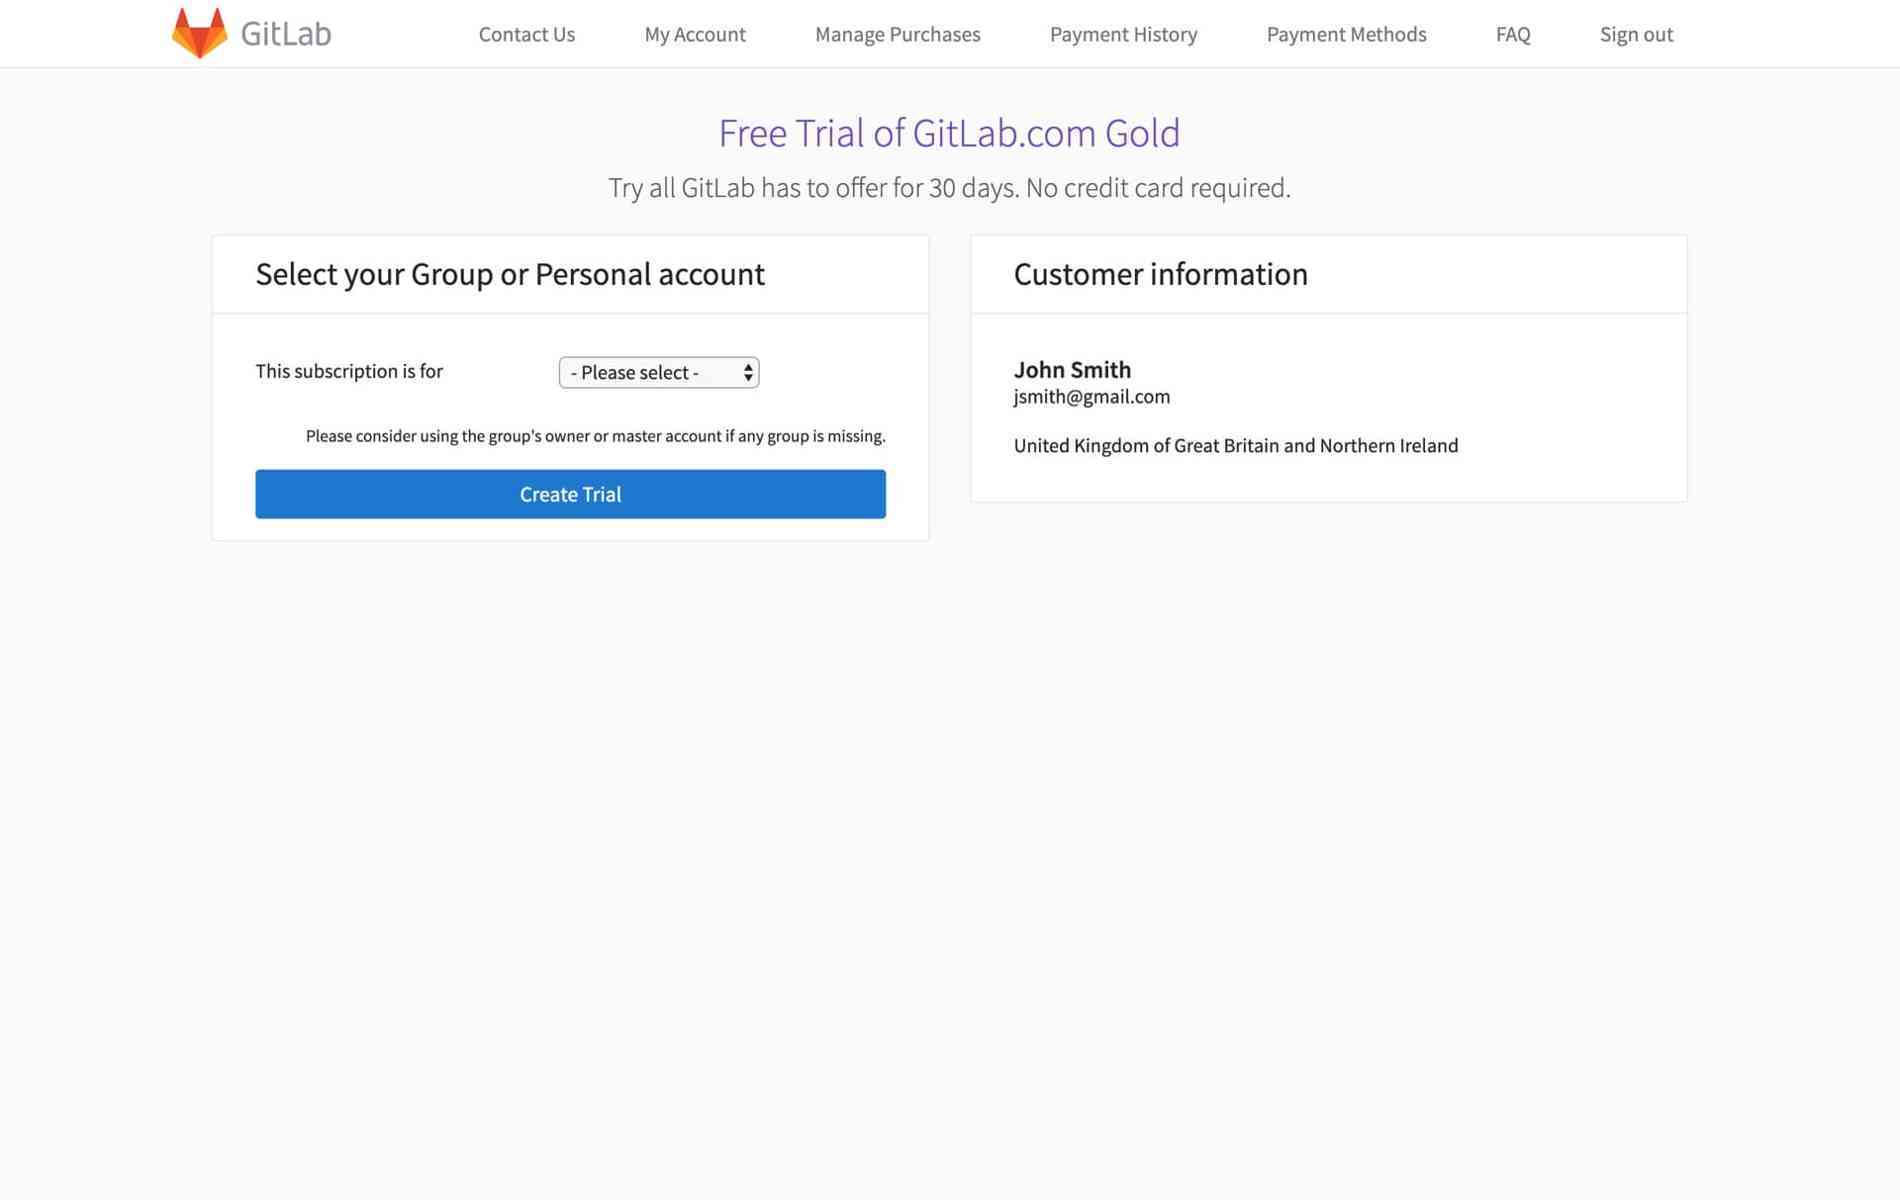 GitLab
Contact Us
My Account
Manage Purchases
Payment History
Payment Methods
FAQ
Sign out
Free Trial of GitLab.com Gold
Try all GitLab has to offer for 30 days. No credit card required.
Select your Group or Personal account
This subscription is for
- Please select -
Please consider using the group's owner or master account if any group is missing.
Create Trial
Customer information
John Smith
jsmith@gmail.com
United Kingdom of Great Britain and Northern Ireland